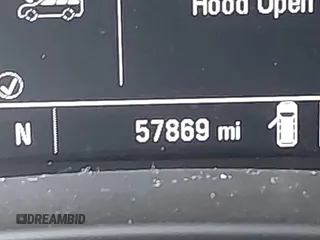 Hood Open
N
57869 mi
DREAMBID